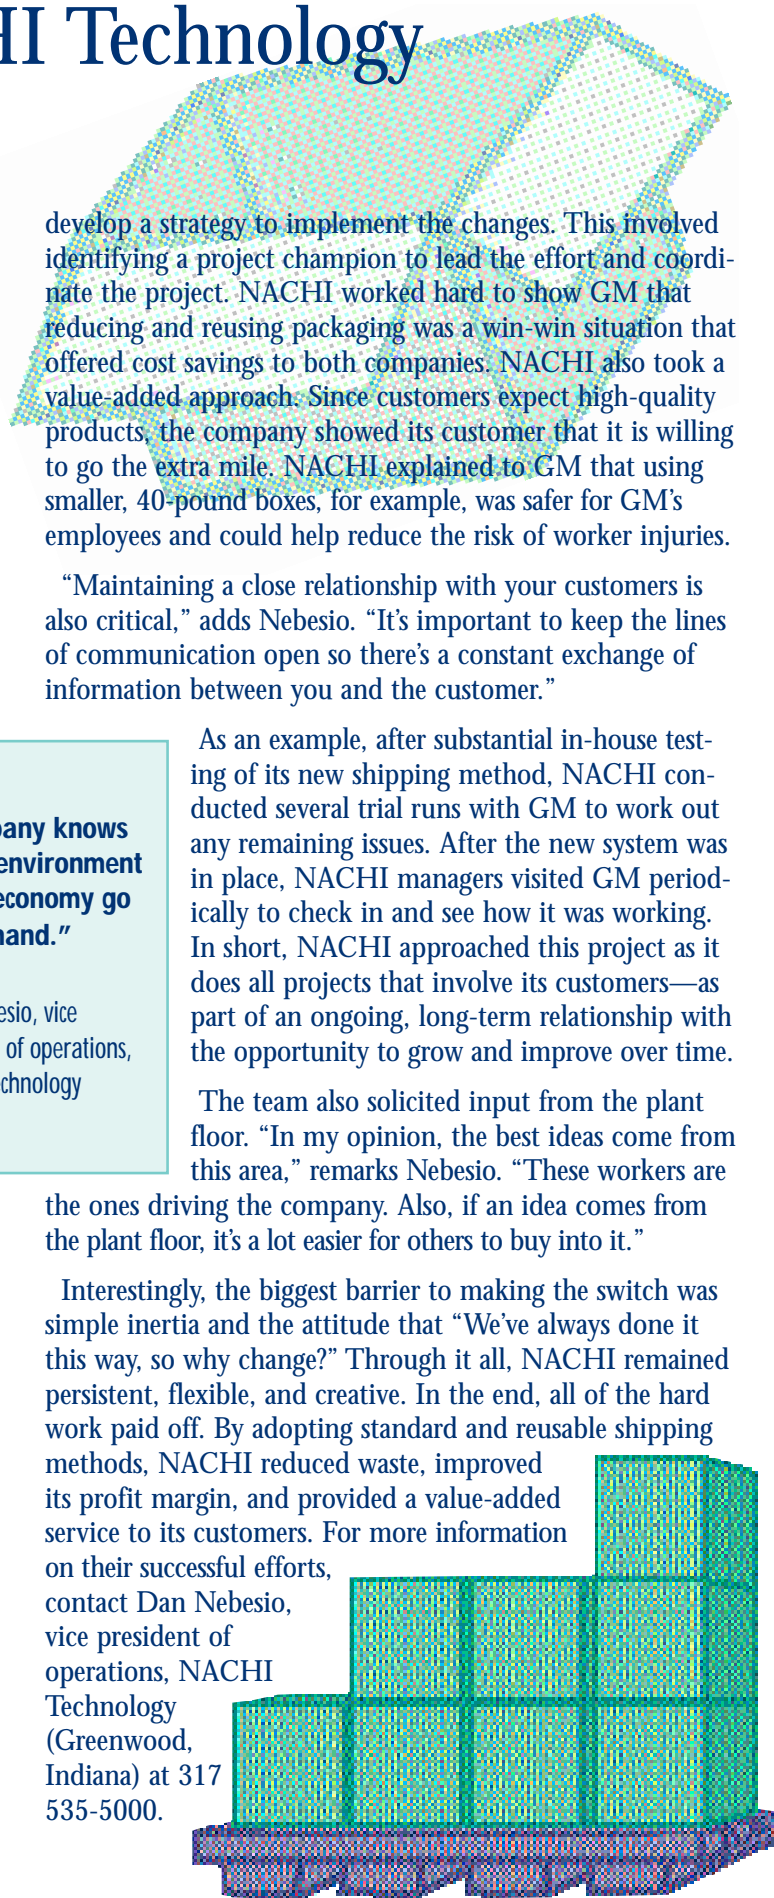 Technology
develop a strategy to implement the changes. This involved
identifying a project champion to lead the effort and coordi-
nate the project. NACHI worked hard to show GM that
reducing and reusing packaging was a win-win situation that
offered cost savings to both companies. NACHI also took a
value-added approach. Since customers expect high-quality
products, the company showed its customer that it is willing
to go the extra mile. NACHI explained to GM that using
smaller, 40-pound boxes, for example, was safer for GM’s
employees and could help reduce the risk of worker injuries.
“Maintaining a close relationship with your customers is
also critical,” adds Nebesio. “It’s important to keep the lines
of communication open so there’s a constant exchange of
information between you and the customer.”
knows
environment
economy go
”
, vice
of operations,
As an example, after substantial in-house test-
ing of its new shipping method, NACHI con-
ducted several trial runs with GM to work out
any remaining issues. After the new system was
in place, NACHI managers visited GM period-
ically to check in and see how it was working.
In short, NACHI approached this project as it
does all projects that involve its customers—as
part of an ongoing, long-term relationship with
the opportunity to grow and improve over time.
The team also solicited input from the plant
floor. “In my opinion, the best ideas come from
this area,” remarks Nebesio. “These workers are
the ones driving the company. Also, if an idea comes from
the plant floor, it’s a lot easier for others to buy into it.”
Interestingly, the biggest barrier to making the switch was
simple inertia and the attitude that “We’ve always done it
this way, so why change?” Through it all, NACHI remained
persistent, flexible, and creative. In the end, all of the hard
work paid off. By adopting standard and reusable shipping
methods, NACHI reduced waste, improved
its profit margin, and provided a value-added
service to its customers. For more information
on their successful efforts,
contact Dan Nebesio,
vice president of
operations, NACHI
Technology
(Greenwood,
Indiana) at 317
535-5000.